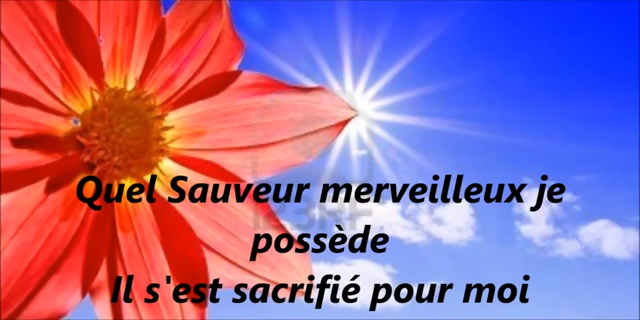 Quel Sauveur merveilleux je
possède
Il s'est sacrifié pour moi